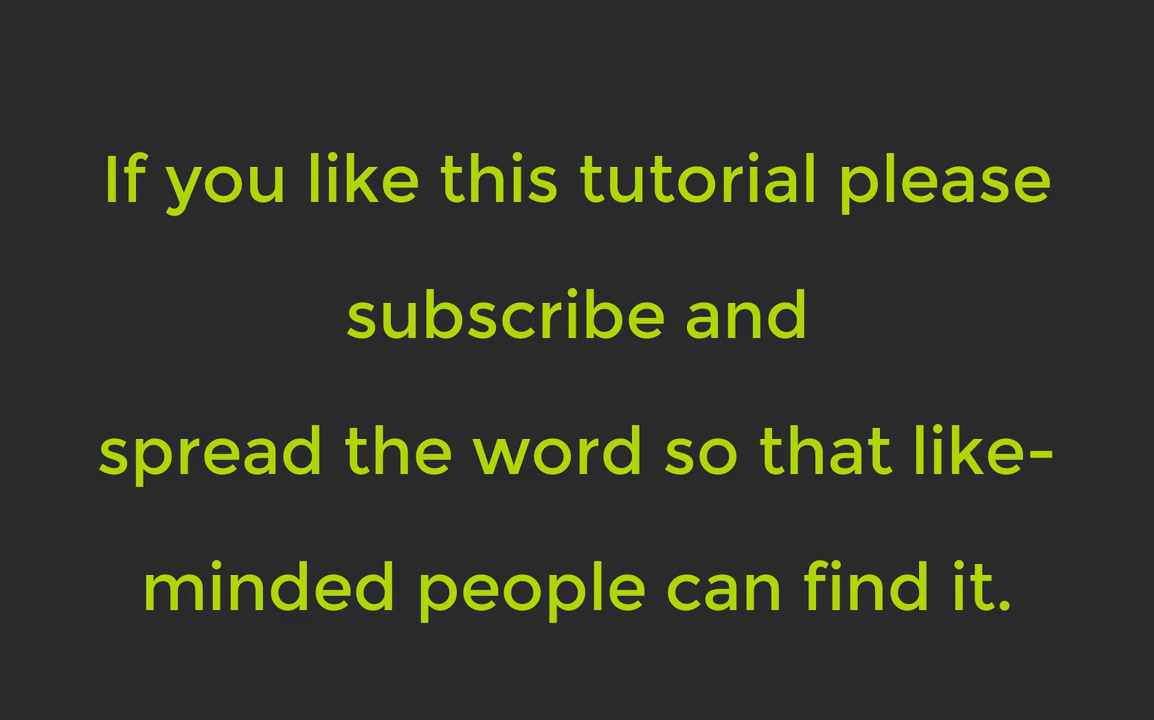 If you like this tutorial please
subscribe and
spread the word so that like-
minded people can find it.